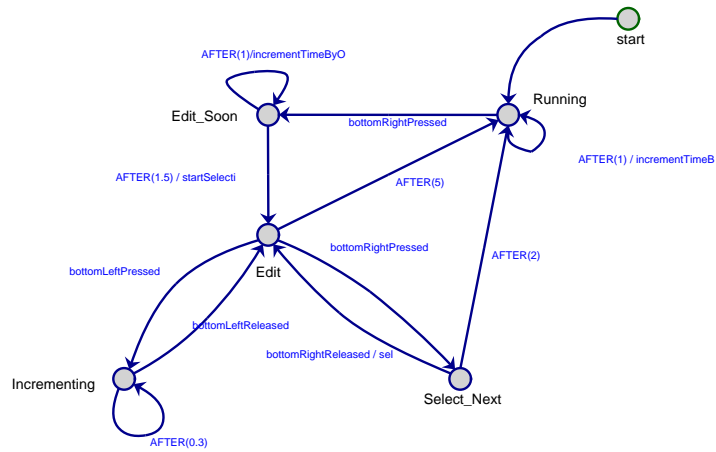 start
AFTER(1)/incrementTimeByO
Running
Edit_Soon
bottomRightPressed
AFTER(1) / incrementTimeB
AFTER(1.5) / startSelecti
AFTER(5)
bottomRightPressed
AFTER(2)
bottomLeftPressed
Edit
bottomLeftReleased
bottomRightReleased / sel
Incrementing
Select_Next
AFTER(0.3)